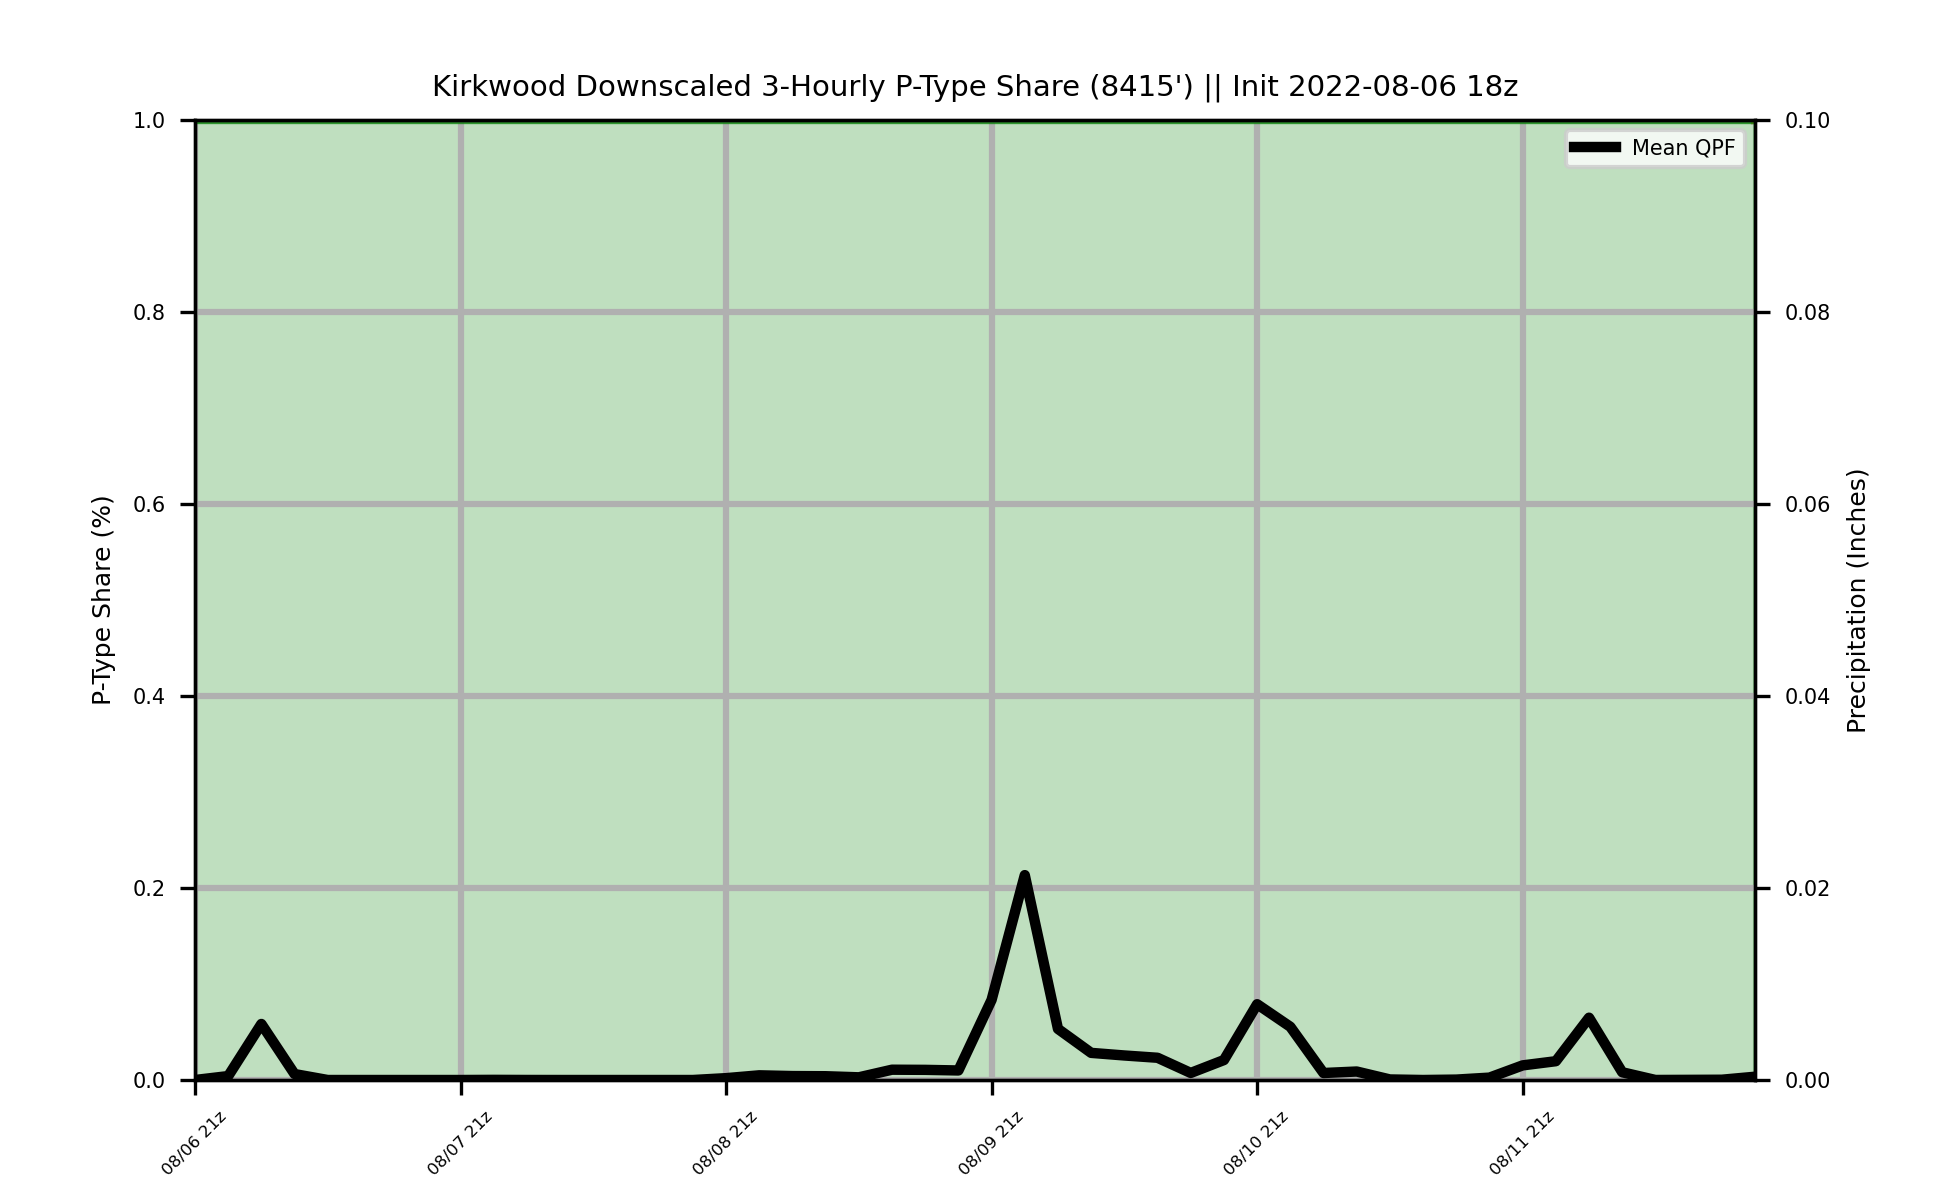 Kirkwood Downscaled 3-Hourly P-Type Share (8415') || Init 2022-08-06 18z
Mean QPF
P-Type Share (%)
1.0
0.8
0.6
0.4
0.2
0.0
Precipitation (Inches)
0.10
0.08
0.06
0.04
0.02
0.00
08/06 21z
08/07 21z
08/08 21z
08/09 21z
08/10 21z
08/11 21z